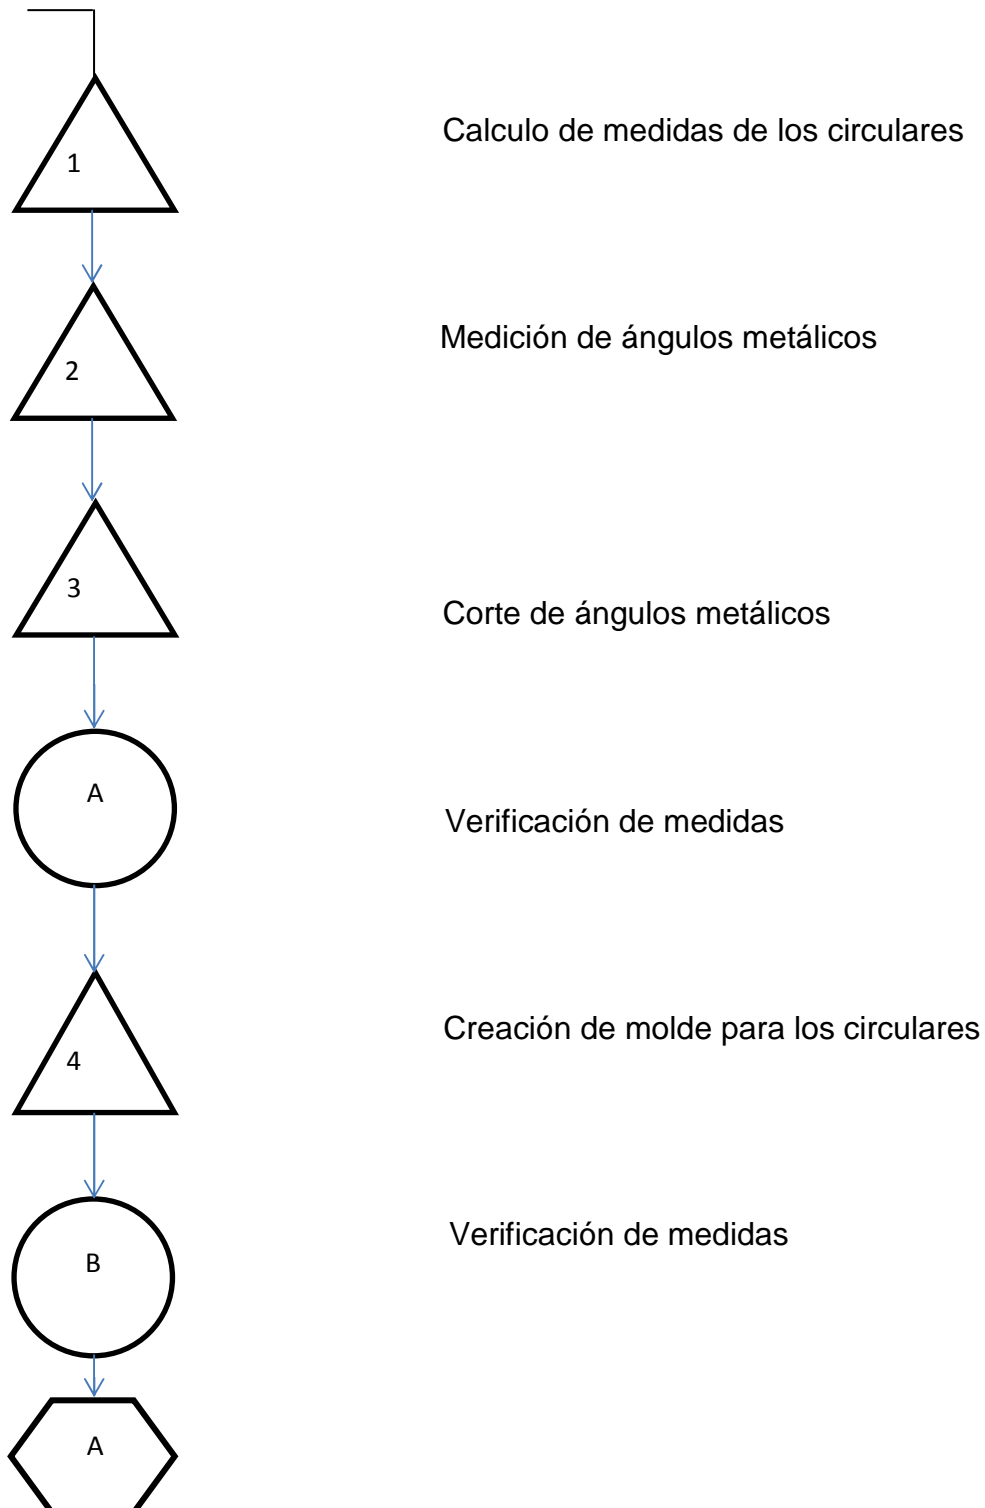 1
Calculo de medidas de los circulares
2
Medición de ángulos metálicos
3
Corte de ángulos metálicos
A
Verificación de medidas
4
Creación de molde para los circulares
B
Verificación de medidas
A